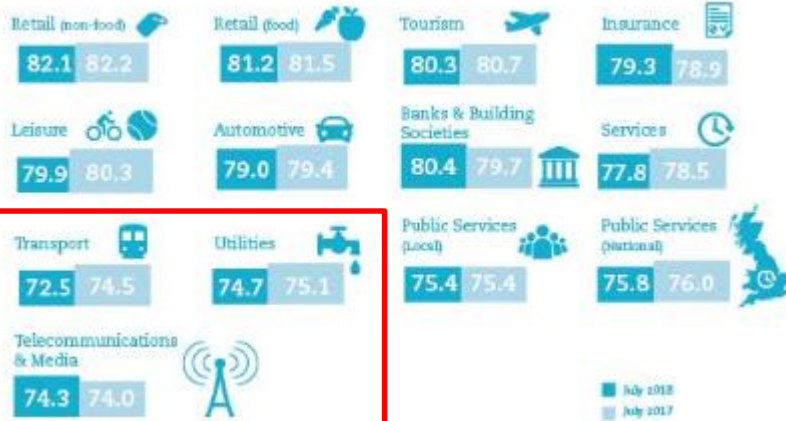 Retail (non-food)
82.1 82.2
Retail (food)
81.2 81.5
Tourism
80.3 80.7
Insurance
79.3 78.9
Leisure
79.9 80.3
Automotive
79.0 79.4
Banks & Building
Societies
80.4 79.7
Services
77.8 78.5
Transport
72.5 74.5
Utilities
74.7 75.1
Public Services
(Local)
75.4 75.4
Public Services
(National)
75.8 76.0
Telecommunications
& Media
74.3 74.0
July 2018
July 2017